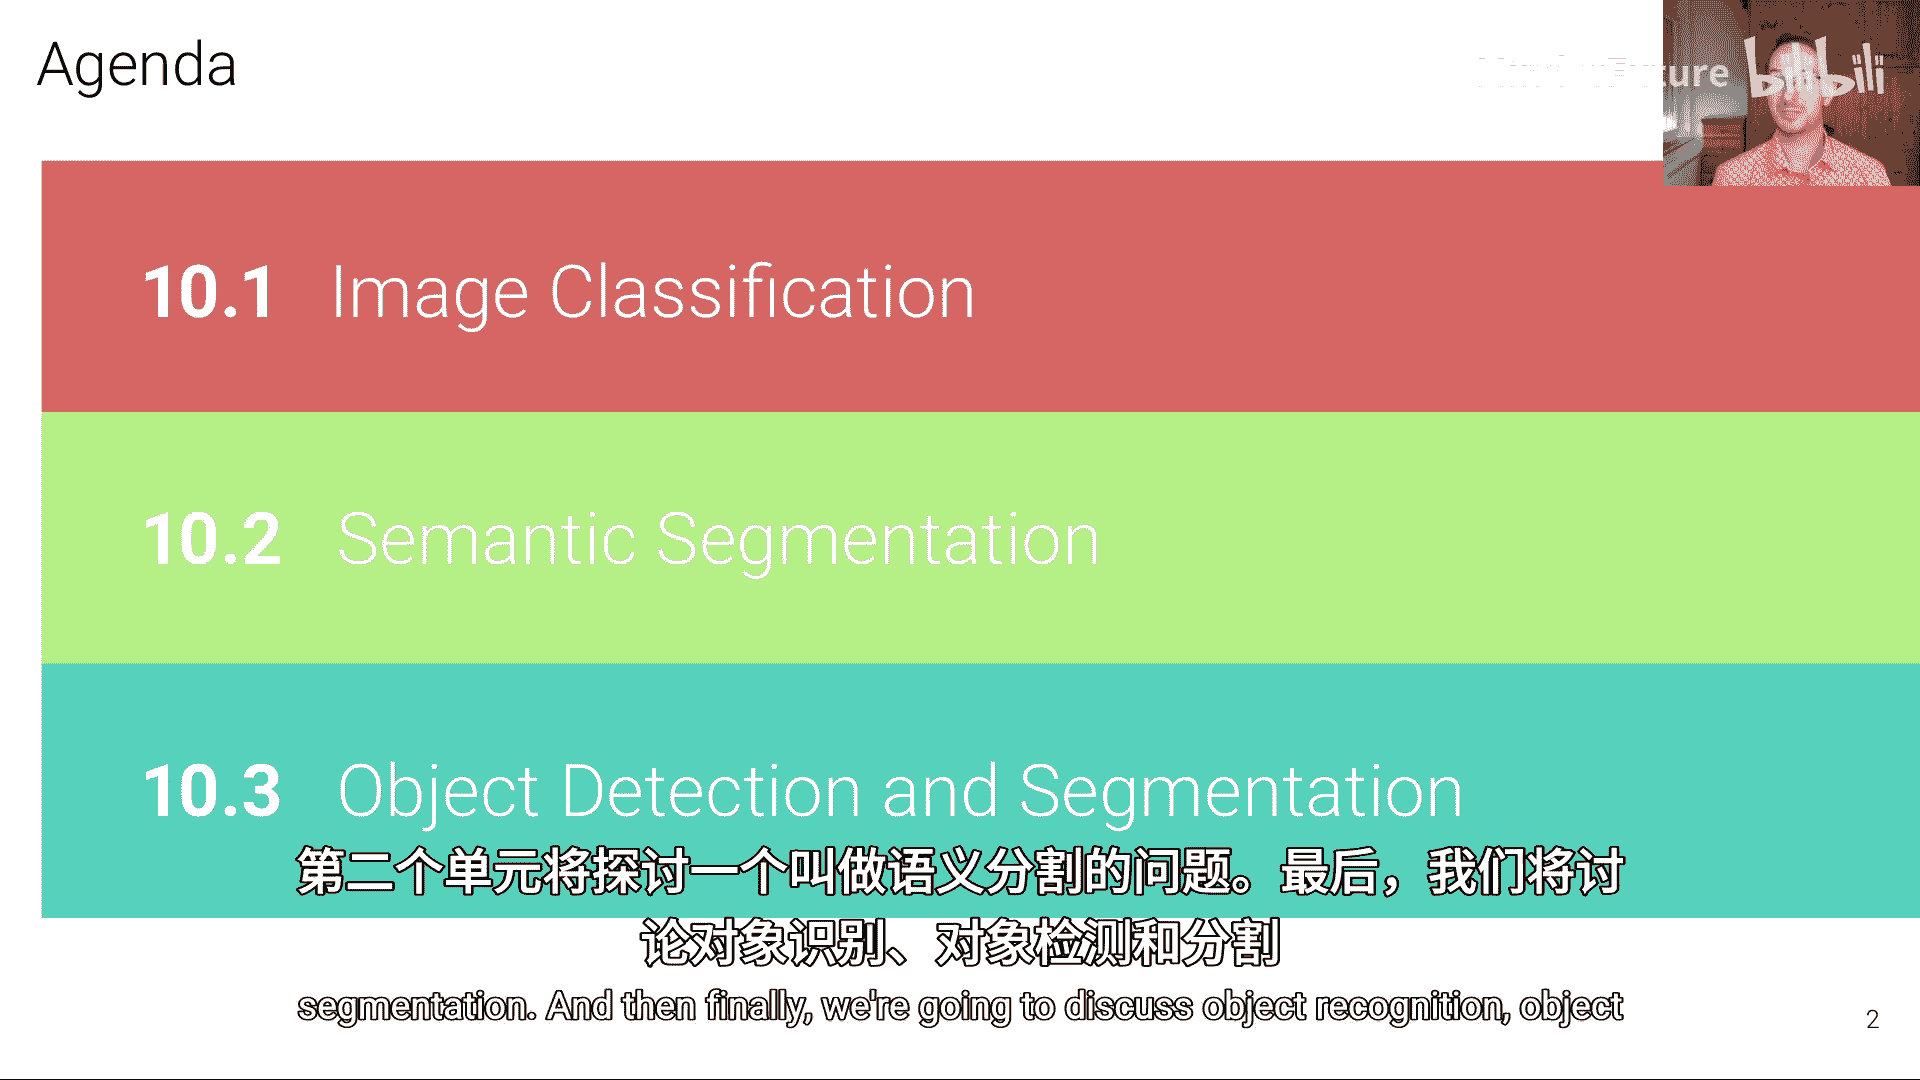 Agenda
bilibili
10.1 Image Classification
10.2 Semantic Segmentation
10.3 Object Detection and Segmentation
第二个单元将探讨一个叫做语义分割的问题。最后，我们将讨
论对象识别、对象检测和分割
segmentation. And then finally, we're going to discuss object recognition, object
2